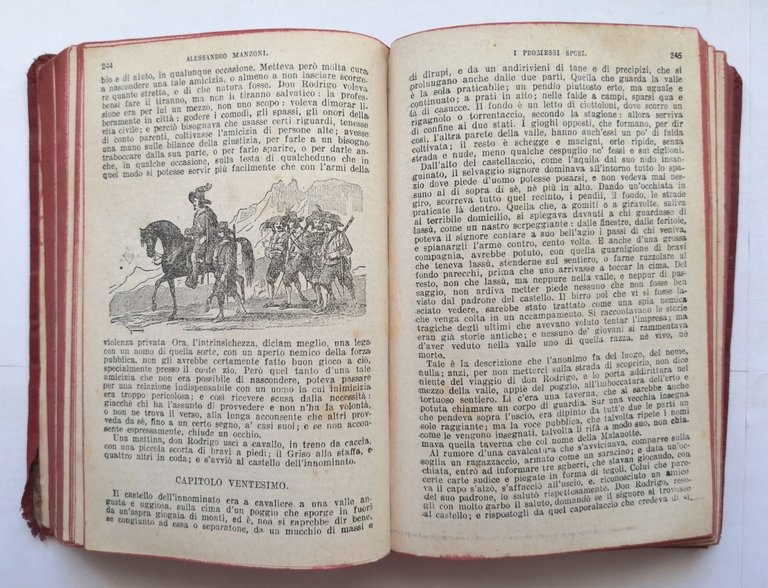 244
ALESSANDRO MANZONI.
bio e di aiuto, in qualunque occasione. Metteva però molta cura
a nascondere una tale amicizia, o almeno a non lasciare scorge-
re quanto stretta, e di che natura fosse. Don Rodrigo voleva
bensì fare il tiranno, ma non il tiranno salvatico: la profes-
sione era per lui un mezzo, non uno scopo: voleva dimorar li-
beramente in città; godere i comodi, gli spassi, gli onori della
vita civile; e perciò bisognava che usasse certi riguardi, tenesse
di conto parenti, coltivasse l'amicizia di persone alte; avesse
una mano sulle bilance della giustizia, per farle a un bisogno
traboccare dalla sua parte, o per farle sparire, o per darle an-
che, in qualche occasione, sulla testa di qualcheduno che in
quel modo si potesse servir più facilmente che con l'armi della
violenza privata Ora, l'intrinsichezza, diciam meglio, una lega
con un nomo di quella sorte, con un aperto nemico della forza
pubblica, non gli avrebbe certamente fatto buon gioco a ciò,
specialmente presso il conte zio. Però quel tanto d'una tale
amicizia che non era possibile di nascondere, poteva passare
per una relazione indispensabile con un uomo la cui inimicizia
era troppo pericolosa; e così ricevere scusa dalla necessità:
giacchè chi ha l'assunto di provvedere e non n'ha la volontà,
o non ne trova il verso, alla lunga acconsente che altri prov-
veda da sè, fino a un certo segno, a' casi suoi; e se non accon-
sente espressamente, chiude un occhio.
Una mattina, don Rodrigo uscì a cavallo, in treno da caccia,
con una piccola scorta di bravi a piedi; il Griso alla staffa, e
quattro altri in coda; e s'avviò al castello dell'innominato.
CAPITOLO VENTESIMO.
Il castello dell'innominato era a cavaliere a una valle an-
gusta e uggiosa, sulla cima d'un poggio che sporge in fuori
da un'aspra giogaia di monti, ed è, non si saprebbe dir bene,
se congiunto ad essa o separatone, da un mucchio di massi e
I PROMESSI SPOSI.
245
di dirupi, e da un andirivieni di tane e di precipizi, che si
prolungano anche dalle due parti. Quella che guarda la valle
è la sola praticabile; un pendio piuttosto erto, ma uguale e
continuato; a prati in alto; nelle falde a campi, sparsi qua e
là di casucce. Il fondo è un letto di ciottoloni, dove scorre un
rigagnolo o torrentaccio, secondo la stagione: allora serviva
di confine ai due stati. I gioghi opposti, che formano, per dir
così, l'altra parete della valle, hanno anch'essi un po' di falda
coltivata; il resto è schegge e macigni, erte ripide, senza
strada e nude, meno qualche cespuglio ne' fessi e sui ciglioni.
Dall'alto del castellaccio, come l'aquila dal suo nido insan-
guinato, il selvaggio signore dominava all'intorno tutto lo spa-
zio dove piede d'uomo potesse posarsi, e non vedeva mai nes-
suno al di sopra di sè, nè più in alto. Dando un'occhiata in
giro, scorreva tutto quel recinto, i pendii, il fondo, le strade
praticate là dentro. Quella che, a gomiti e a giravolte, saliva
al terribile domicilio, si spiegava davanti a chi guardasse di
lassù, come un nastro serpeggiante: dalle finestre, dalle feritoie,
poteva il signore contare a suo bell'agio i passi di chi veniva,
e spianargli l'arme contro, cento volte. E anche d'una grossa
compagnia, avrebbe potuto, con quella guarnigione di bravi
che teneva lassù, stenderne sul sentiero, o farne ruzzolare al
fondo parecchi, prima che uno arrivasse a toccar la cima. Del
resto, non che lassù, ma neppure nella valle, e neppur di pas-
saggio, non ardiva metter piede nessuno che non fosse ben
visto dal padrone del castello. Il birro poi che vi si fosse la-
sciato vedere, sarebbe stato trattato come una spia nemica
che venga colta in un accampamento. Si raccontavano le storie
tragiche degli ultimi che avevano voluto tentar l'impresa; ma
eran già storie antiche; e nessuno de' giovani si rammentava
d'aver veduto nella valle uno di quella razza, nè vivo, nè
morto.
Tale è la descrizione che l'anonimo fa del luogo, del nome,
nulla; anzi, per non metterci sulla strada di scoprirlo, non dice
niente del viaggio di don Rodrigo, e lo porta addirittura nel
mezzo della valle, appiè del poggio, all'imboccatura dell'erto e
tortuoso sentiero. Lì c'era una taverna, che si sarebbe anche
potuta chiamare un corpo di guardia. Su una vecchia insegna
che pendeva sopra l'uscio, era dipinto da tutt'e due le parti un
sole raggiante; ma la voce pubblica, che talvolta ripete i nomi
come le vengono insegnati, talvolta li rifà a modo suo, non chia-
mava quella taverna che col nome della Malanotte.
Al rumore d'una cavalcatura che s'avvicinava, comparve sulla
soglia un ragazzaccio, armato come un saracino; e data un'oc-
chiata, entrò ad informare tre sgherri, che stavan giocando, con
certe carte sudice e piegate in forma di tegoli. Colui che pareva
il capo s'alzò, s'affacciò all'uscio, e, riconosciuto un amico
del suo padrone, lo salutò rispettosamente. Don Rodrigo, reso-
gli con molto garbo il saluto, domandò se il signore si trovasse
al castello; e rispostogli da quel caporalaccio che credeva di sì,